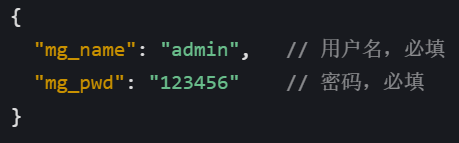 {
  "mg_name": "admin",   // 用户名，必填
  "mg_pwd": "123456"    // 密码，必填
}